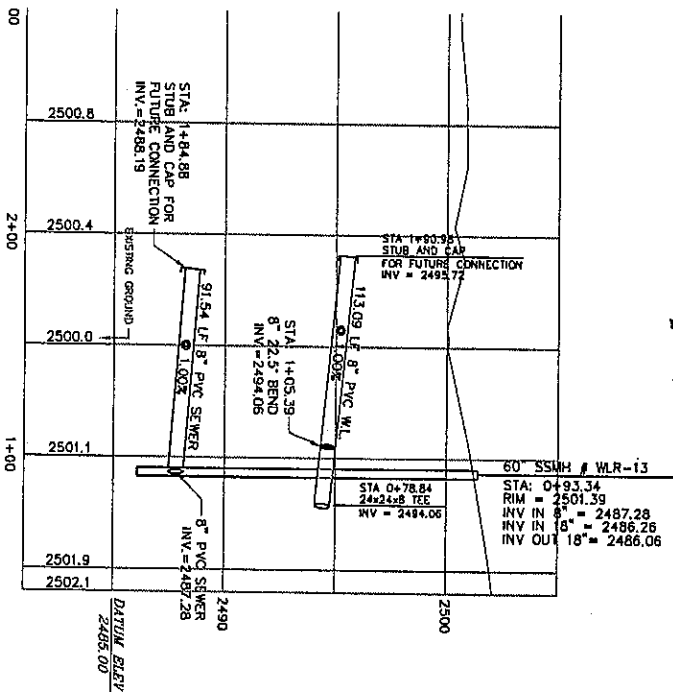 00
2+00
1+00
2500.8
2500.4
2500.0
2501.1
2501.9
2502.1
EXISTING GROUND
STA: 1+84.88
STUB AND CAP FOR
FUTURE CONNECTION
INV.=2488.19
91.54 LF 8" PVC SEWER
1.00%
STA 1+90.98
STUB AND CAP
FOR FUTURE CONNECTION
INV = 2495.72
113.09 LF 8" PVC WL
1.00%
STA: 1+05.39
8" 22.5° BEND
INV=2494.06
STA 0+78.84
24x24x8 TEE
INV = 2494.06
60" SSMH # WLR-13
STA: 0+93.34
RIM = 2501.39
INV IN 8" = 2487.28
INV IN 18" = 2486.26
INV OUT 18" = 2486.06
8" PVC SEWER
INV.=2487.28
2490
2500
DATUM ELEV
2485.00